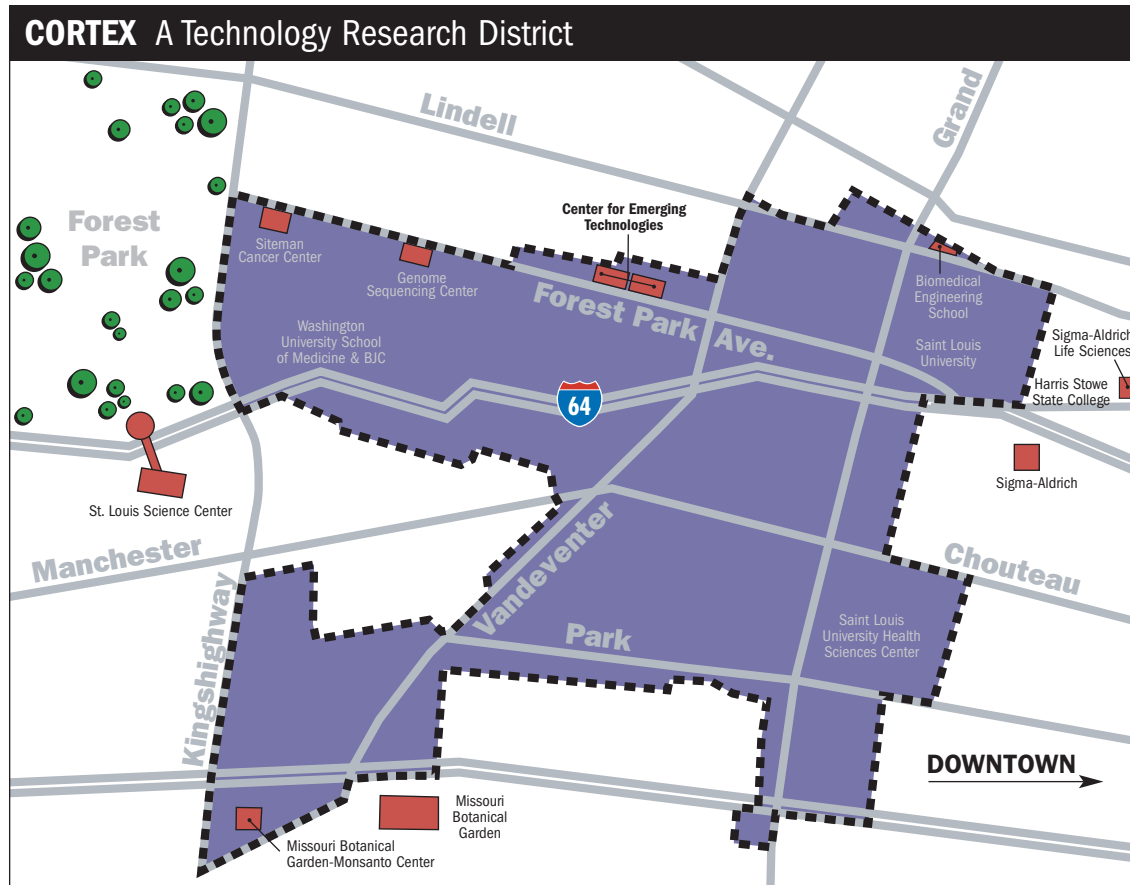 CORTEX A Technology Research District
Lindell
Grand
Forest
Park
Center for Emerging
Technologies
Siteman
Cancer Center
Genome
Sequencing Center
Forest Park Ave.
Biomedical
Engineering
School
Washington
University School
of Medicine & BJC
Saint Louis
University
Sigma-Aldrich
Life Sciences
Harris Stowe
State College
64
Sigma-Aldrich
St. Louis Science Center
Manchester
Vandeventer
Chouteau
Kingshighway
Park
Saint Louis
University Health
Sciences Center
DOWNTOWN
Missouri
Botanical
Garden
Missouri Botanical
Garden-Monsanto Center